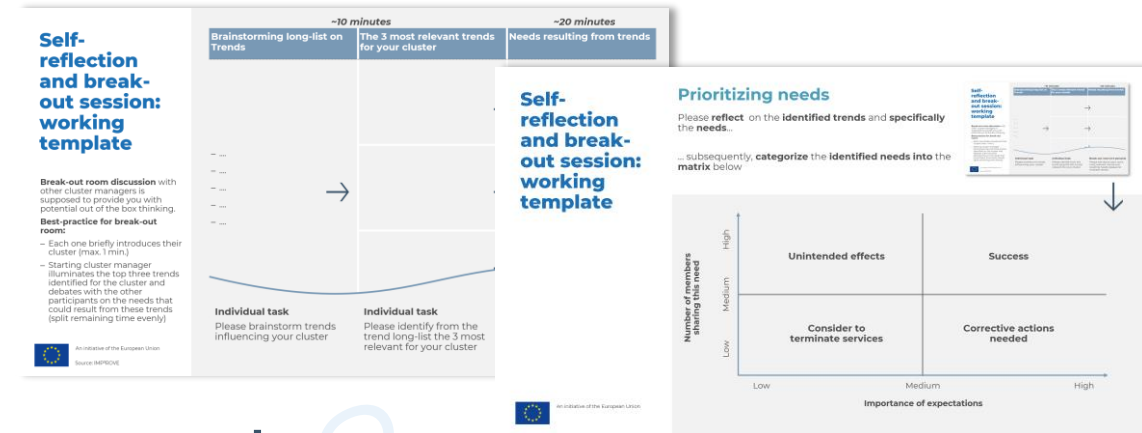 ~10 minutes
~20 minutes
Self-
reflection
and break-
out session:
working
template
Brainstorming long-list on
Trends
The 3 most relevant trends
for your cluster
Needs resulting from trends
Break-out room discussion with
other cluster managers is
supposed to provide you with
potential out of the box thinking.
Best-practice for break-out
room:
– Each one briefly introduces their
cluster (max. 1 min.)
– Starting cluster manager
illuminates the top three trends
identified for the cluster and
debates with the other
participants on the needs that
could result from these trends
(split remaining time evenly)
– ....
– ...
– ...
– ...
– ...
Individual task
Please brainstorm trends
influencing your cluster
Individual task
Please identify from the
trend long-list the 3 most
relevant for your cluster
An initiative of the European Union
Source: IMP³ROVE
Self-
reflection
and break-
out session:
working
template
Prioritizing needs
Please reflect on the identified trends and specifically
the needs...
... subsequently, categorize the identified needs into the
matrix below
Self-
reflection
and break-
out session:
working
template
Number of members
sharing this need
High
Medium
Low
Unintended effects
Success
Consider to
terminate services
Corrective actions
needed
Low
Medium
High
Importance of expectations
An initiative of the European Union